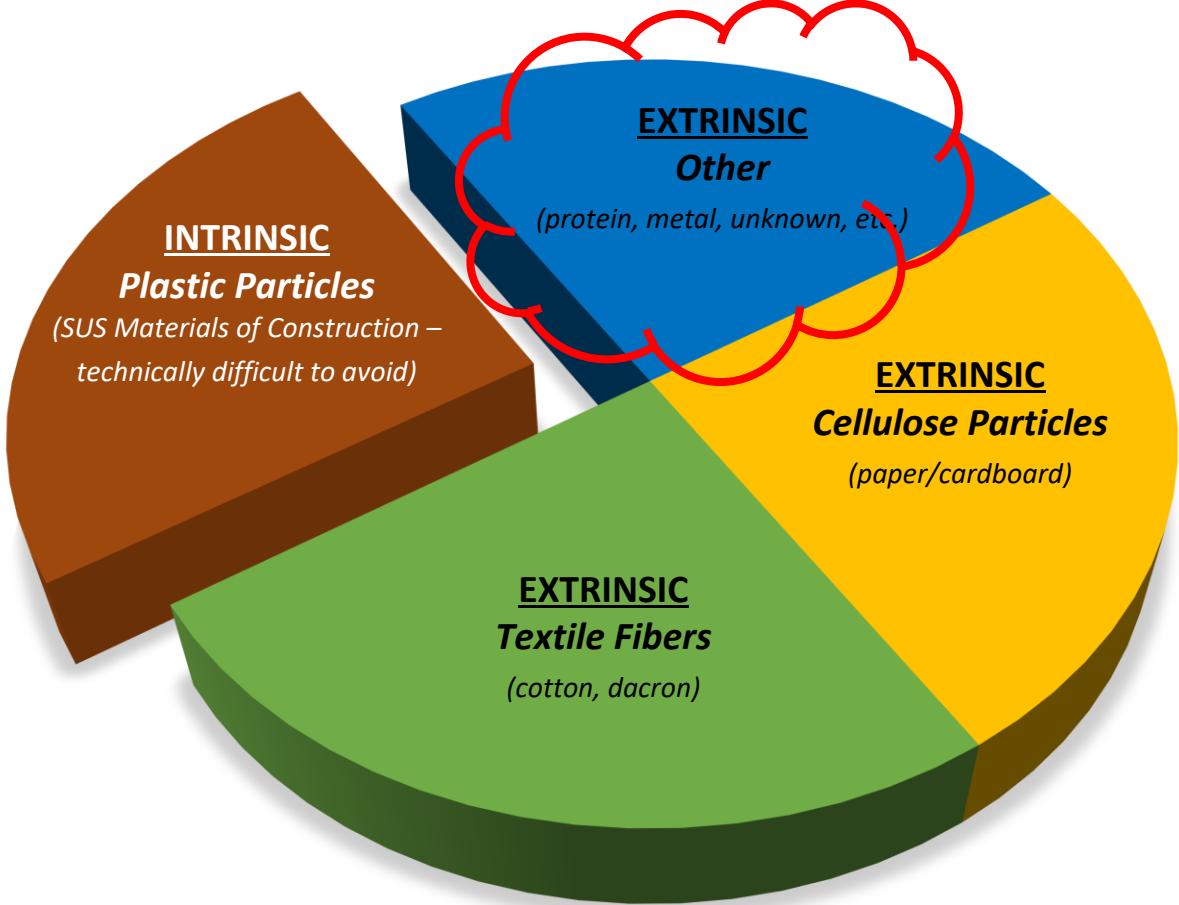 EXTRINSIC
Other
(protein, metal, unknown, etc.)
INTRINSIC
Plastic Particles
(SUS Materials of Construction –
technically difficult to avoid)
EXTRINSIC
Cellulose Particles
(paper/cardboard)
EXTRINSIC
Textile Fibers
(cotton, dacron)